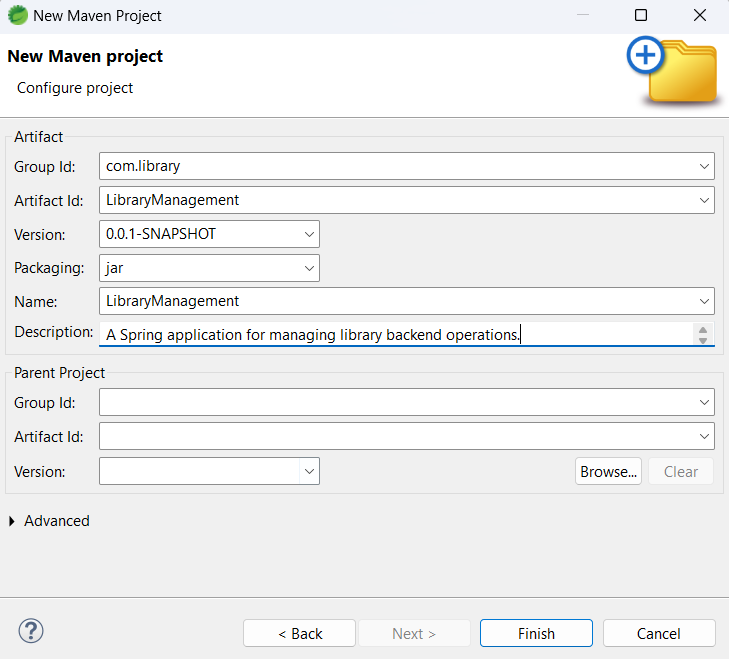 New Maven Project
New Maven project
Configure project
Artifact
Group Id: com.library
Artifact Id: LibraryManagement
Version: 0.0.1-SNAPSHOT
Packaging: jar
Name: LibraryManagement
Description: A Spring application for managing library backend operations.
Parent Project
Group Id:
Artifact Id:
Version: Browse... Clear
Advanced
? < Back Next > Finish Cancel